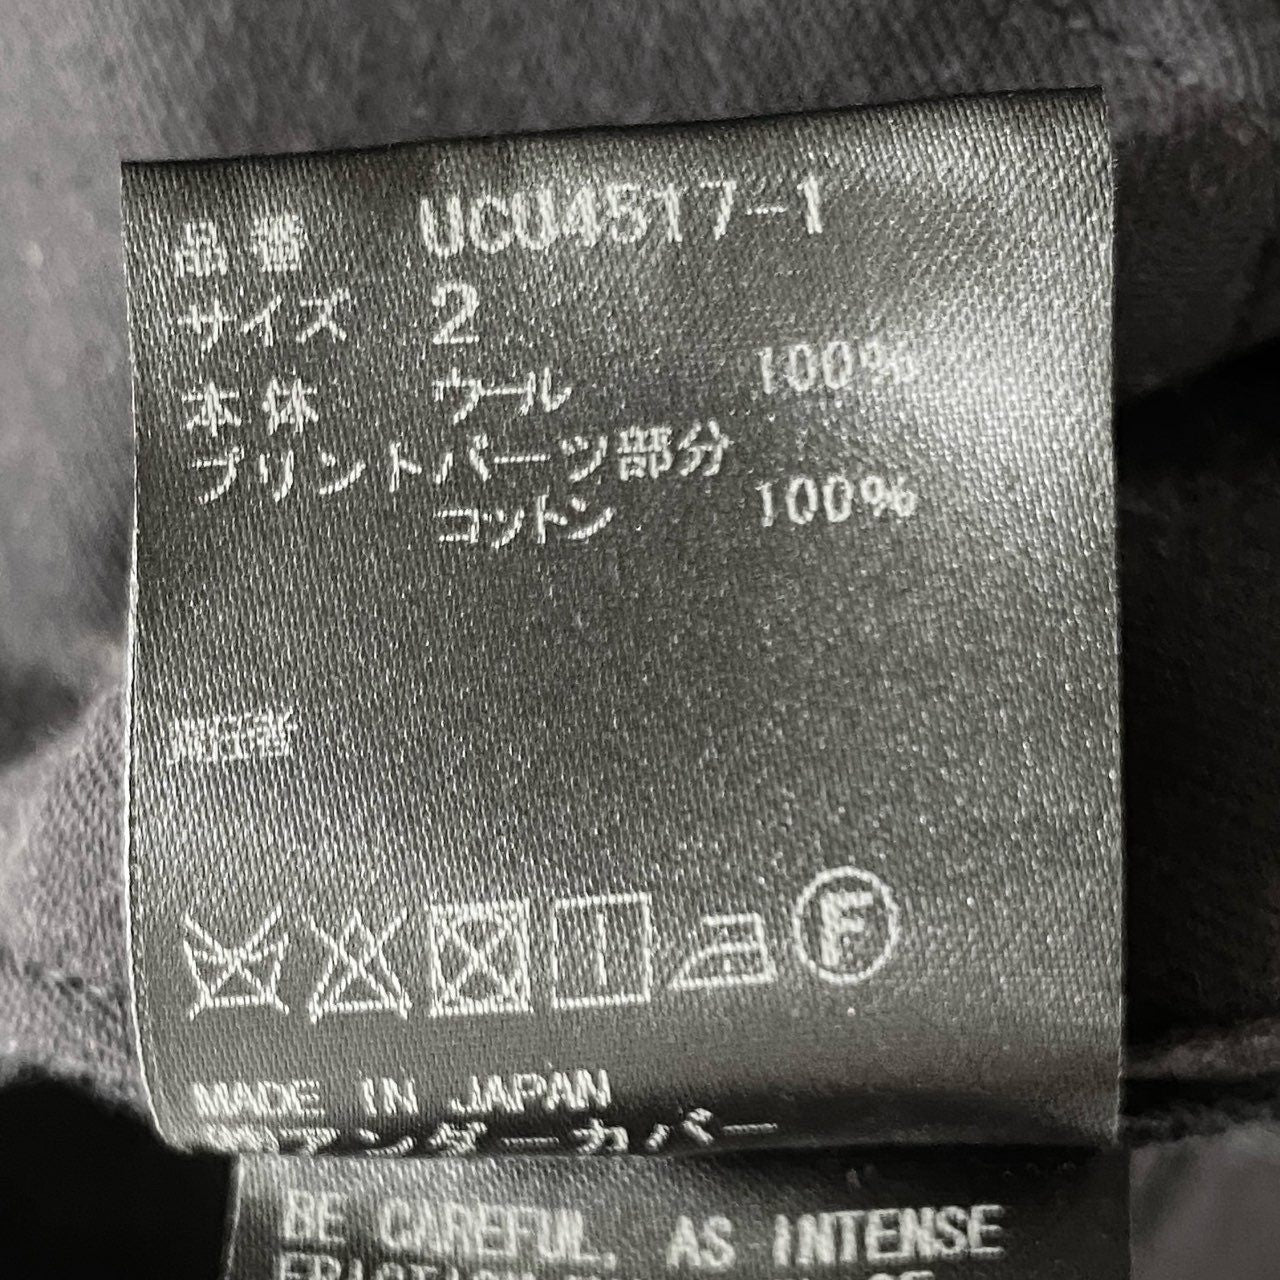 品番 UCU4517-1
サイズ 2
本体 ウール 100%
プリントパーツ部分
コットン 100%
F
MADE IN JAPAN
㈱アンダーカバー
BE CAREFUL, AS INTENSE